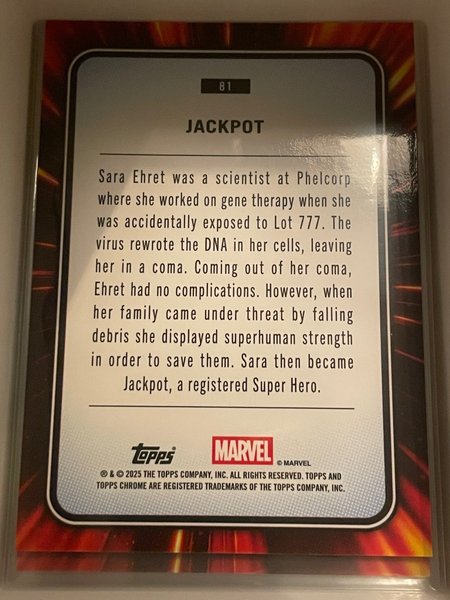 81
JACKPOT
Sara Ehret was a scientist at Phelcorp
where she worked on gene therapy when she
was accidentally exposed to Lot 777. The
virus rewrote the DNA in her cells, leaving
her in a coma. Coming out of her coma,
Ehret had no complications. However, when
her family came under threat by falling
debris she displayed superhuman strength
in order to save them. Sara then became
Jackpot, a registered Super Hero.
Topps MARVEL © MARVEL
® & © 2025 THE TOPPS COMPANY, INC. ALL RIGHTS RESERVED. TOPPS AND
TOPPS CHROME ARE REGISTERED TRADEMARKS OF THE TOPPS COMPANY, INC.